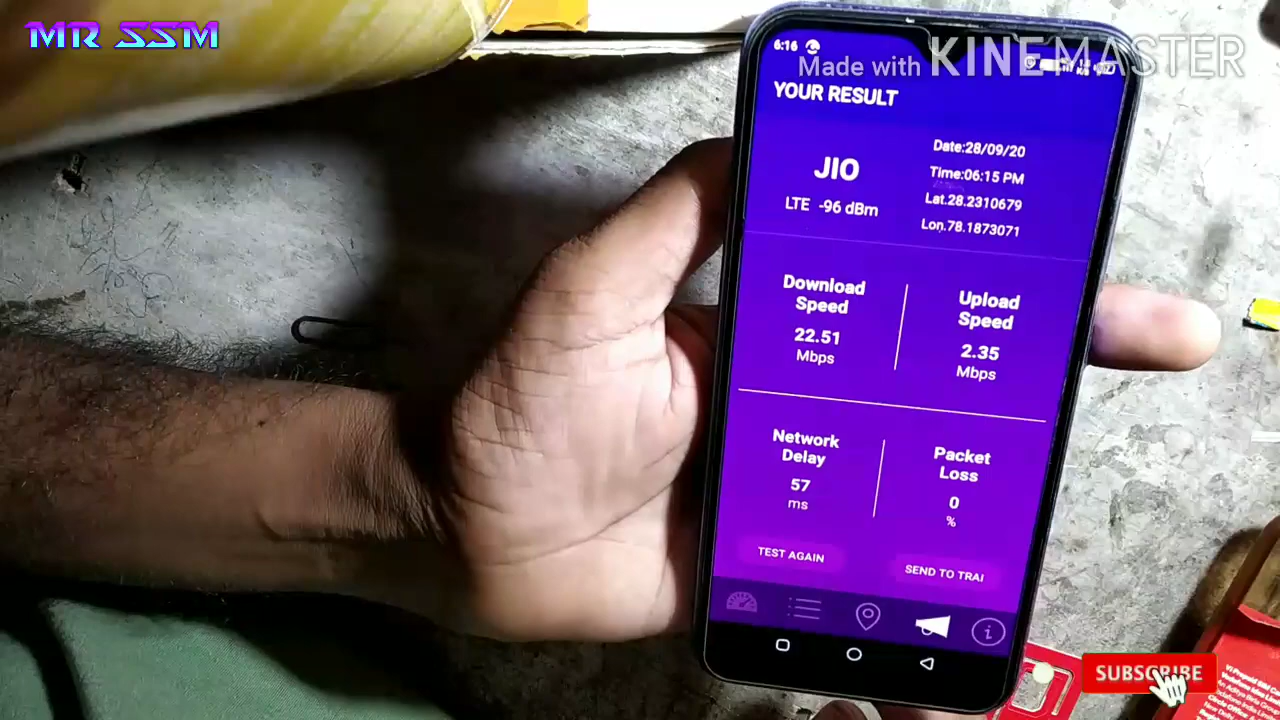 MR SSM
Made with KINEMASTER
6:16
YOUR RESULT
JIO
LTE -96 dBm
Date:28/09/20
Time:06:15 PM
Lat.28.2310679
Lon.78.1873071
Download
Speed
22.51
Mbps
Upload
Speed
2.35
Mbps
Network
Delay
57
ms
Packet
Loss
0
%
TEST AGAIN
SEND TO TRAI
SUBSCRIBE